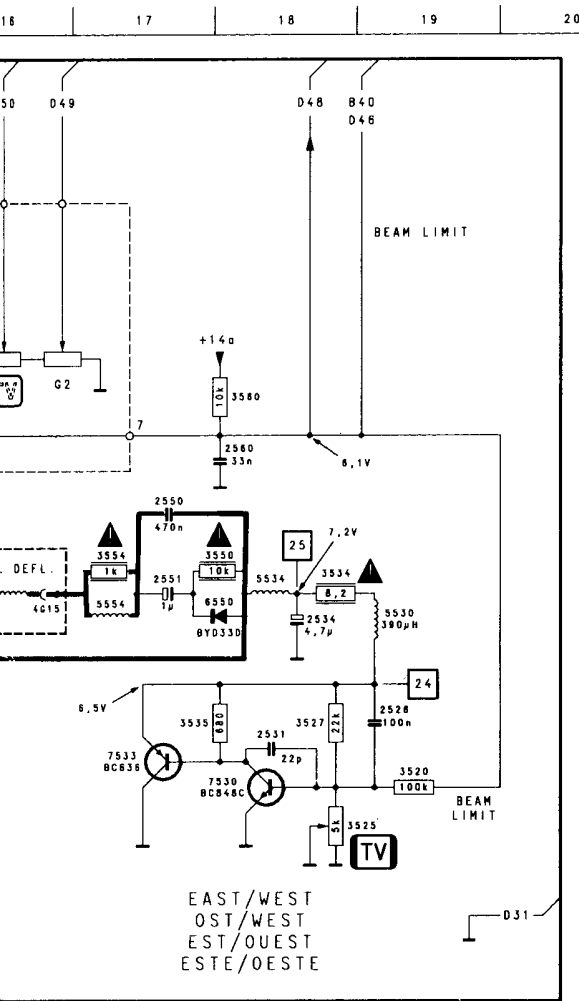 16 17 18 19 20
50 D49 D48 B40
D46
BEAM LIMIT
+14a
10k 3560
G2
7
2560
33n
6,1V
2550
470n
7,2V
25
3554
1k
3550
10k
L DEFL.
2551
1µ
5534
3534
8,2
4G15
5554
6550
BYD33D
2534
4,7µ
5530
390µH
24
6,5V
2526
100n
3535 680
3527 22k
2531
22p
7533
BC636
7530
BC848C
3520
100k
BEAM
LIMIT
5k 3525
TV
EAST/WEST
OST/WEST
EST/OUEST
ESTE/OESTE
D31